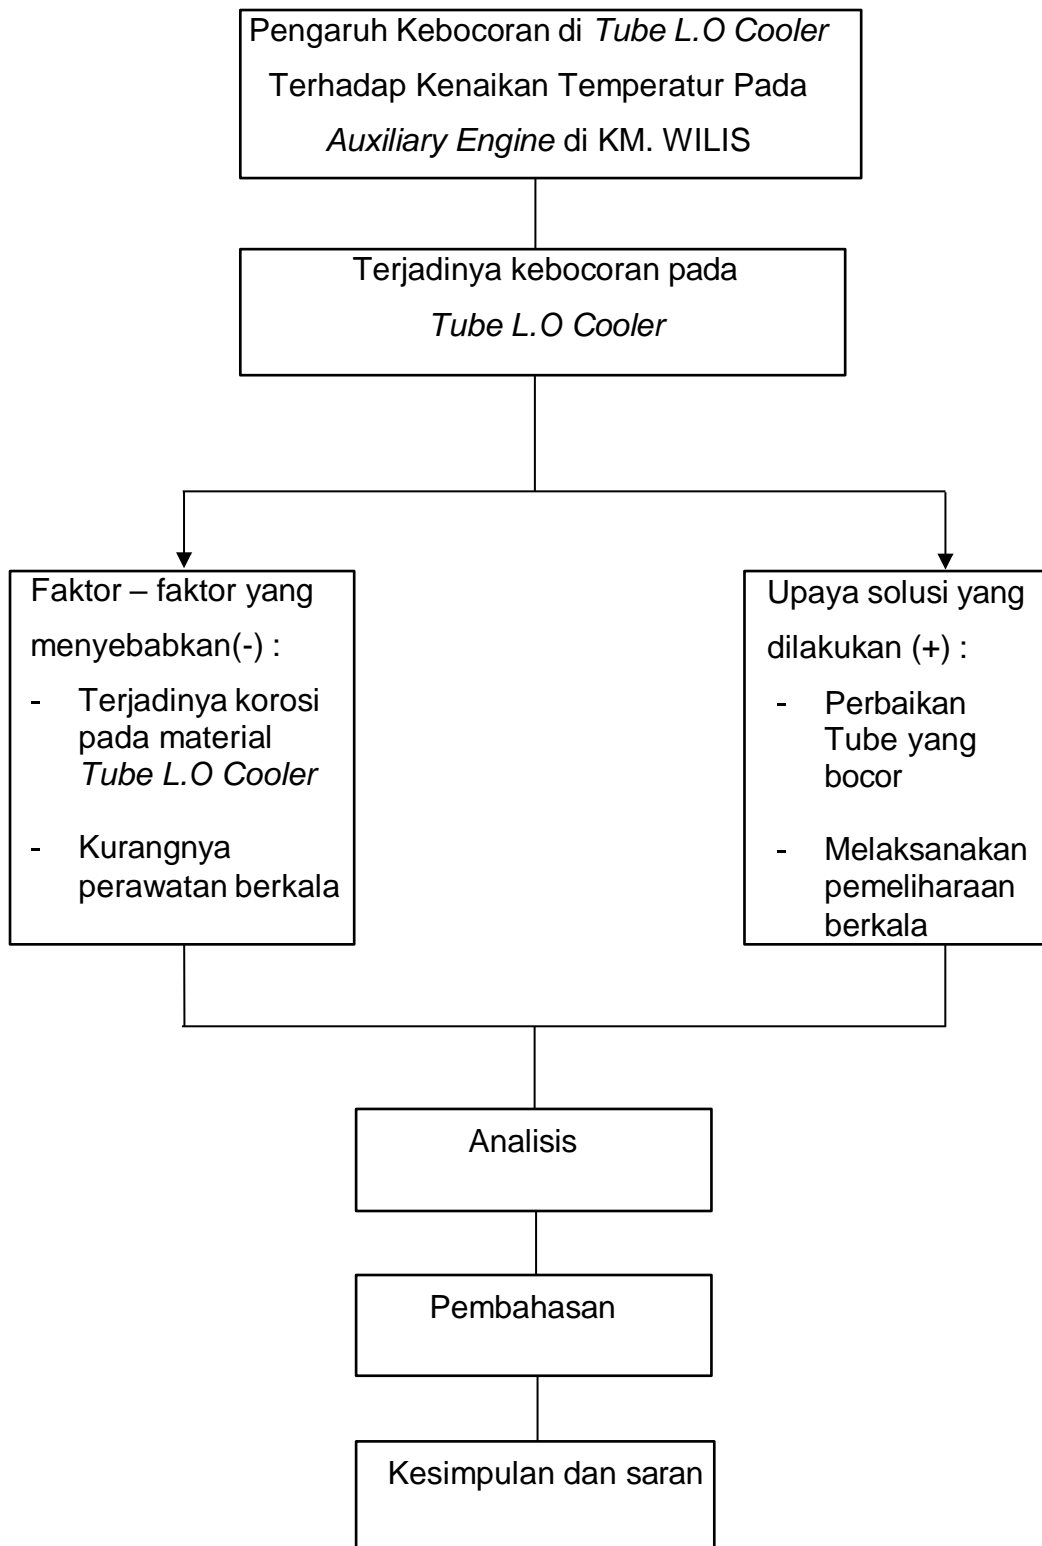 Pengaruh Kebocoran di Tube L.O Cooler
Terhadap Kenaikan Temperatur Pada
Auxiliary Engine di KM. WILIS
Terjadinya kebocoran pada
Tube L.O Cooler
Faktor – faktor yang
menyebabkan(-) :
- Terjadinya korosi
pada material
Tube L.O Cooler
- Kurangnya
perawatan berkala
Upaya solusi yang
dilakukan (+) :
- Perbaikan
Tube yang
bocor
- Melaksanakan
pemeliharaan
berkala
Analisis
Pembahasan
Kesimpulan dan saran